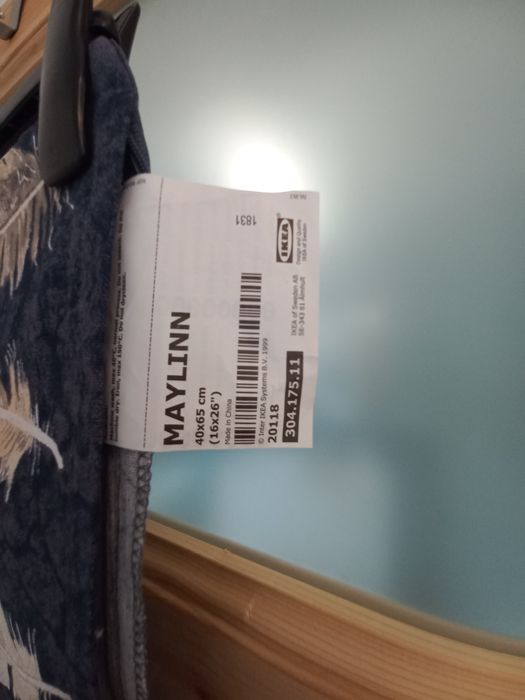 MAYLINN
40x65 cm
(16x26")
Made in China
© Inter IKEA Systems B.V. 1999
20118
304.175.11
IKEA of Sweden AB
SE-343 81 Älmhult
IKEA
Design and Quality
IKEA of Sweden
1831